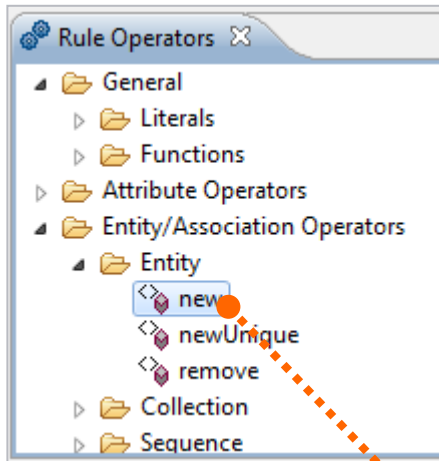 Rule Operators
General
Literals
Functions
Attribute Operators
Entity/Association Operators
Entity
new
newUnique
remove
Collection
Sequence